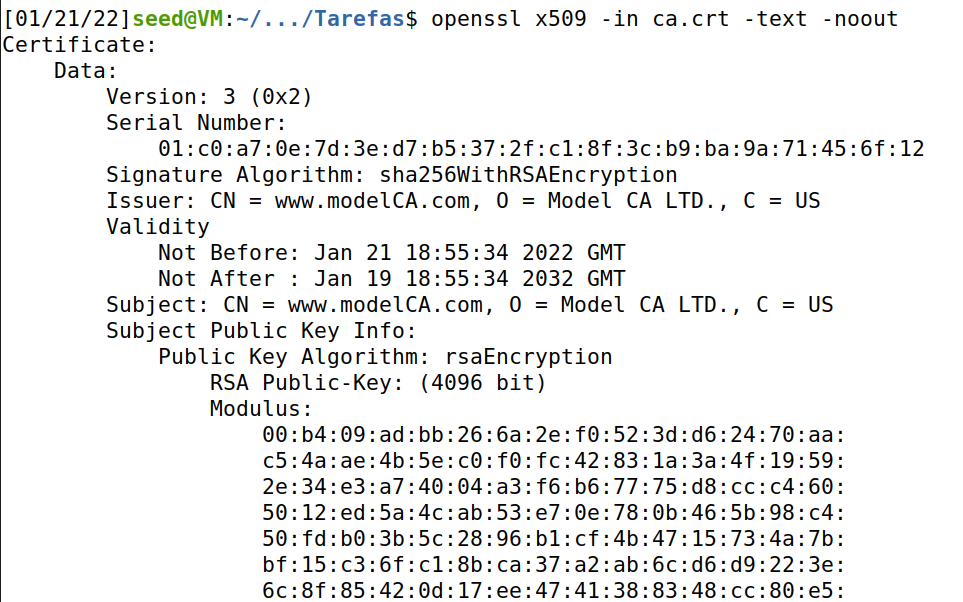 [01/21/22]seed@VM:~/.../Tarefas$ openssl x509 -in ca.crt -text -noout
Certificate:
    Data:
        Version: 3 (0x2)
        Serial Number:
            01:c0:a7:0e:7d:3e:d7:b5:37:2f:c1:8f:3c:b9:ba:9a:71:45:6f:12
        Signature Algorithm: sha256WithRSAEncryption
        Issuer: CN = www.modelCA.com, O = Model CA LTD., C = US
        Validity
            Not Before: Jan 21 18:55:34 2022 GMT
            Not After : Jan 19 18:55:34 2032 GMT
        Subject: CN = www.modelCA.com, O = Model CA LTD., C = US
        Subject Public Key Info:
            Public Key Algorithm: rsaEncryption
                RSA Public-Key: (4096 bit)
                Modulus:
                    00:b4:09:ad:bb:26:6a:2e:f0:52:3d:d6:24:70:aa:
                    c5:4a:ae:4b:5e:c0:f0:fc:42:83:1a:3a:4f:19:59:
                    2e:34:e3:a7:40:04:a3:f6:b6:77:75:d8:cc:c4:60:
                    50:12:ed:5a:4c:ab:53:e7:0e:78:0b:46:5b:98:c4:
                    50:fd:b0:3b:5c:28:96:b1:cf:4b:47:15:73:4a:7b:
                    bf:15:c3:6f:c1:8b:ca:37:a2:ab:6c:d6:d9:22:3e:
                    6c:8f:85:42:0d:17:ee:47:41:38:83:48:cc:80:e5: